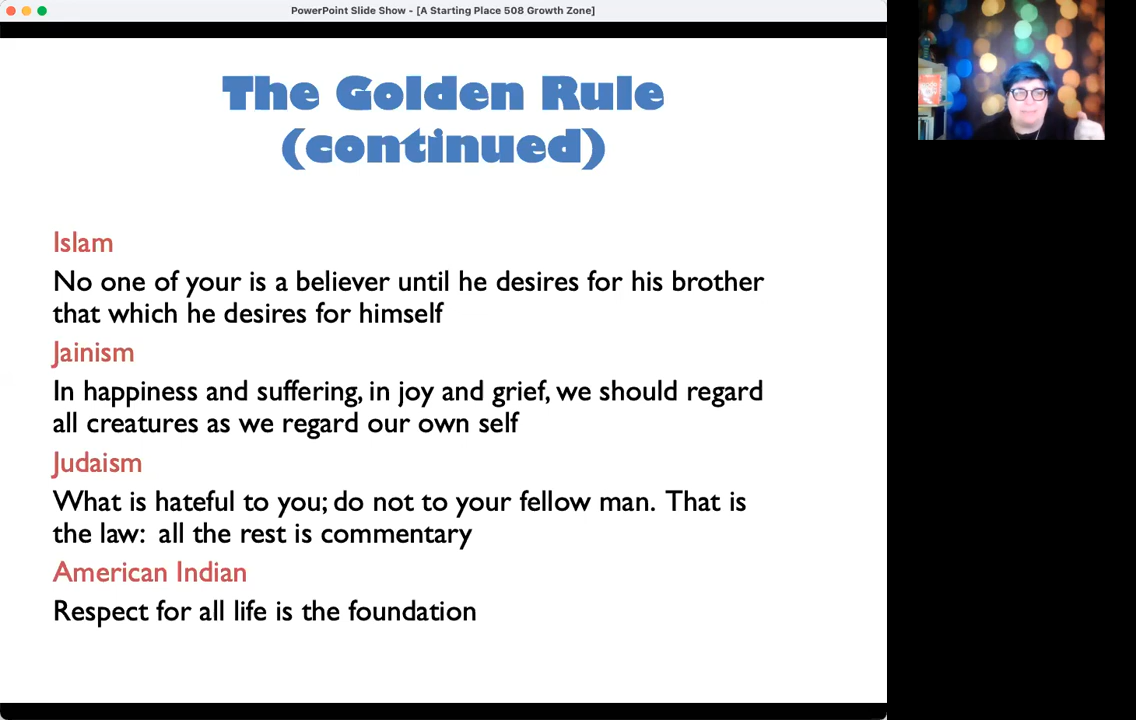 PowerPoint Slide Show - [A Starting Place 508 Growth Zone]
The Golden Rule
(continued)
Islam
No one of your is a believer until he desires for his brother
that which he desires for himself
Jainism
In happiness and suffering, in joy and grief, we should regard
all creatures as we regard our own self
Judaism
What is hateful to you; do not to your fellow man. That is
the law: all the rest is commentary
American Indian
Respect for all life is the foundation